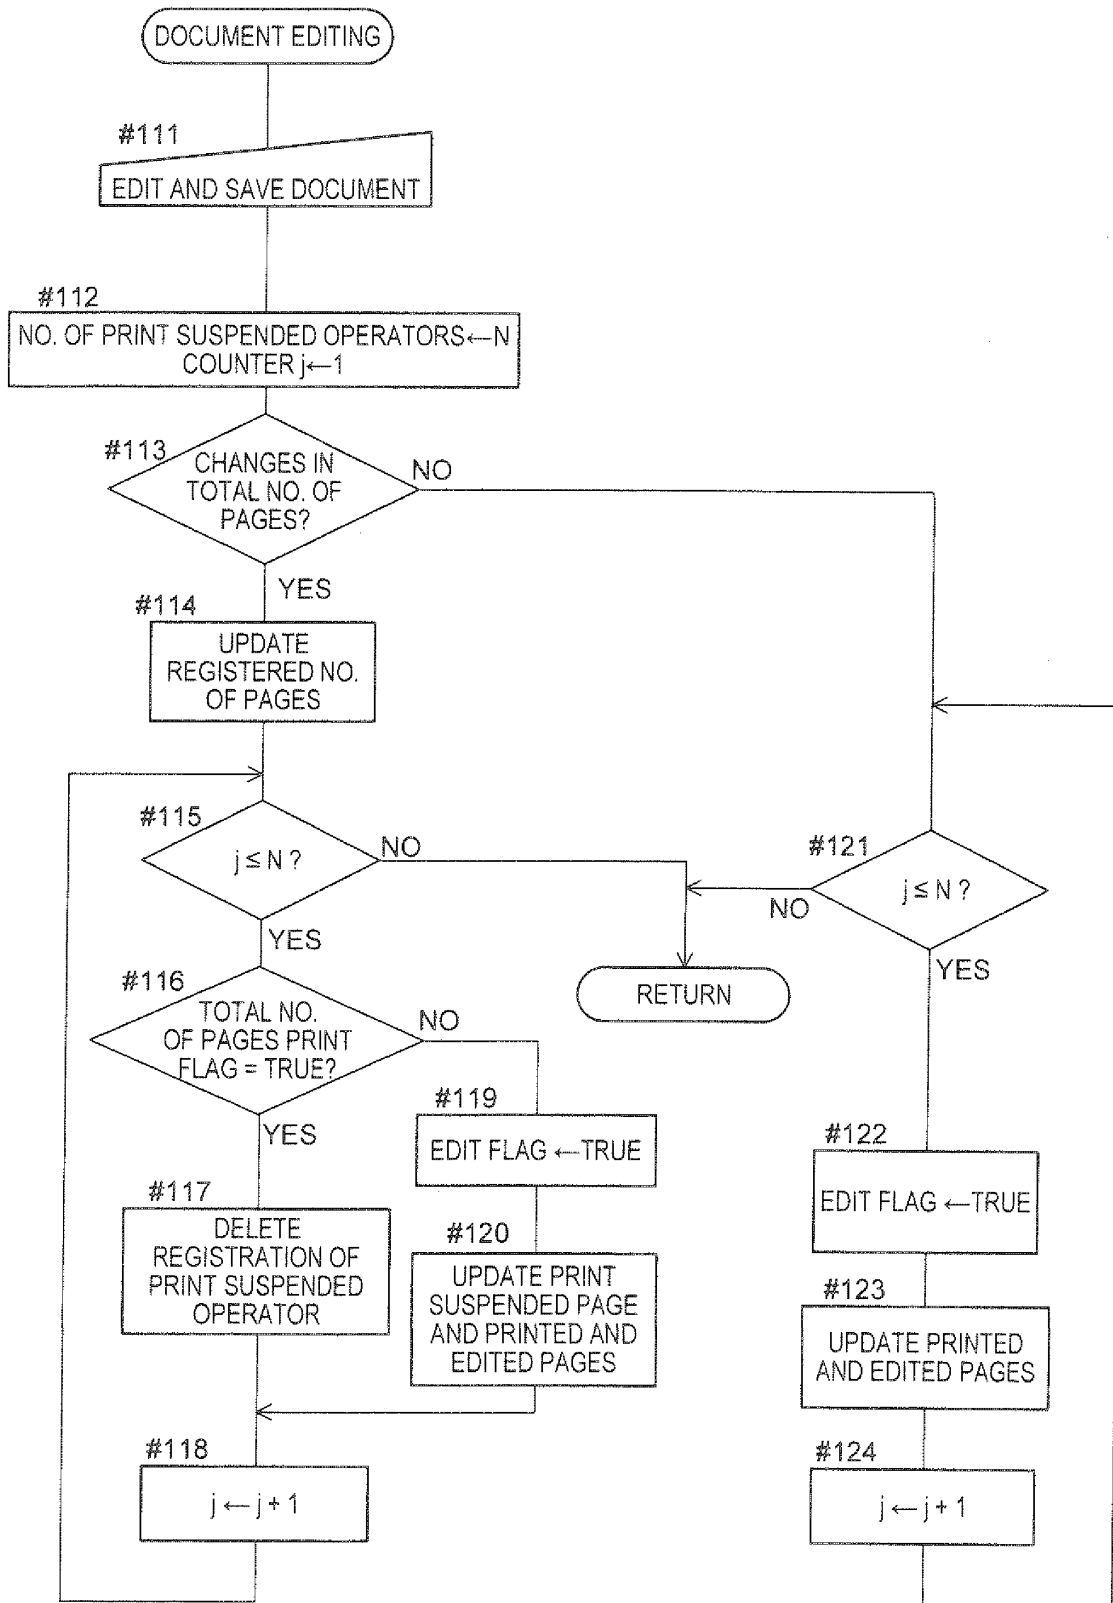 DOCUMENT EDITING
#111
EDIT AND SAVE DOCUMENT
#112
NO. OF PRINT SUSPENDED OPERATORS←N
COUNTER j←1
#113
CHANGES IN
TOTAL NO. OF
PAGES?
NO
YES
#114
UPDATE
REGISTERED NO.
OF PAGES
#115
j ≤ N ?
NO
YES
#116
TOTAL NO.
OF PAGES PRINT
FLAG = TRUE?
NO
YES
#117
DELETE
REGISTRATION OF
PRINT SUSPENDED
OPERATOR
#118
j ← j + 1
#119
EDIT FLAG ←TRUE
#120
UPDATE PRINT
SUSPENDED PAGE
AND PRINTED AND
EDITED PAGES
RETURN
#121
j ≤ N ?
NO
YES
#122
EDIT FLAG ←TRUE
#123
UPDATE PRINTED
AND EDITED PAGES
#124
j ← j + 1